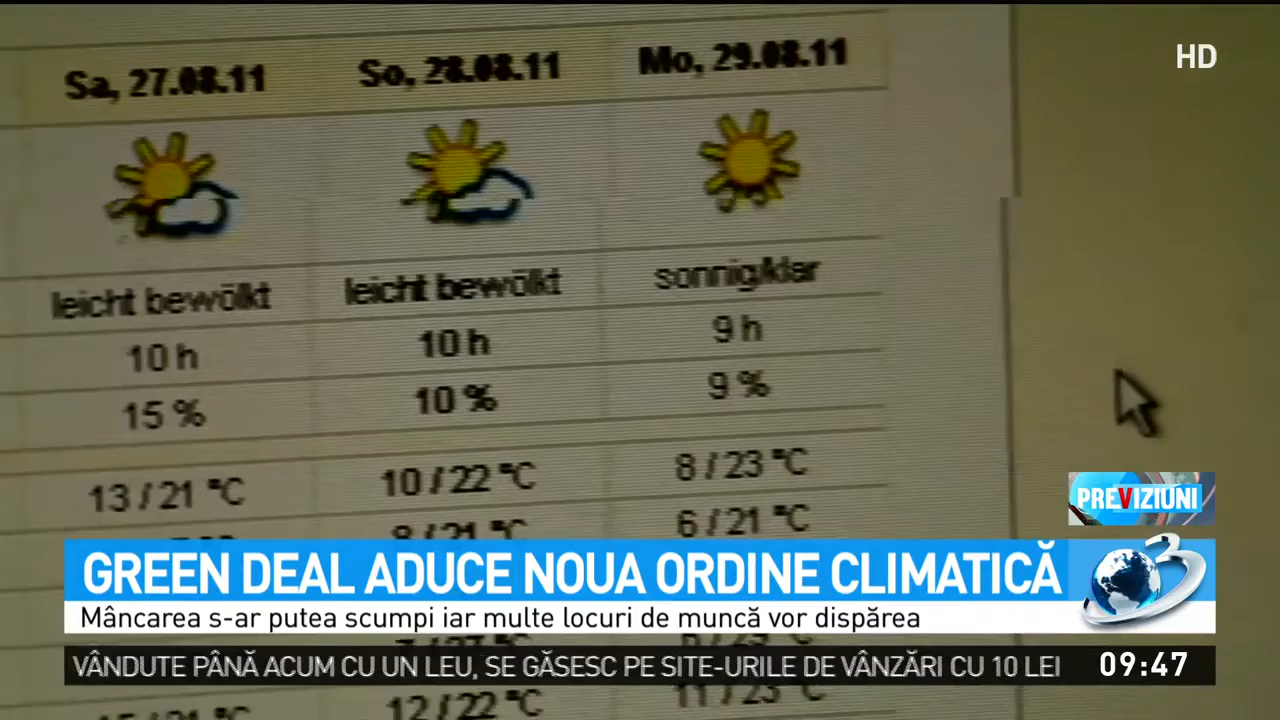 HD
Sa, 27.08.11 So, 28.08.11 Mo, 29.08.11
leicht bewölkt leicht bewölkt sonnig/klar
10 h 10 h 9 h
15 % 10 % 9 %
13 / 21 °C 10 / 22 °C 8 / 23 °C
8 / 21 °C 6 / 21 °C
PREVIZIUNI
GREEN DEAL ADUCE NOUA ORDINE CLIMATICĂ
3
Mâncarea s-ar putea scumpi iar multe locuri de muncă vor dispărea
VÂNDUTE PÂNĂ ACUM CU UN LEU, SE GĂSESC PE SITE-URILE DE VÂNZĂRI CU 10 LEI 09:47
12 / 22 °C 11 / 23 °C